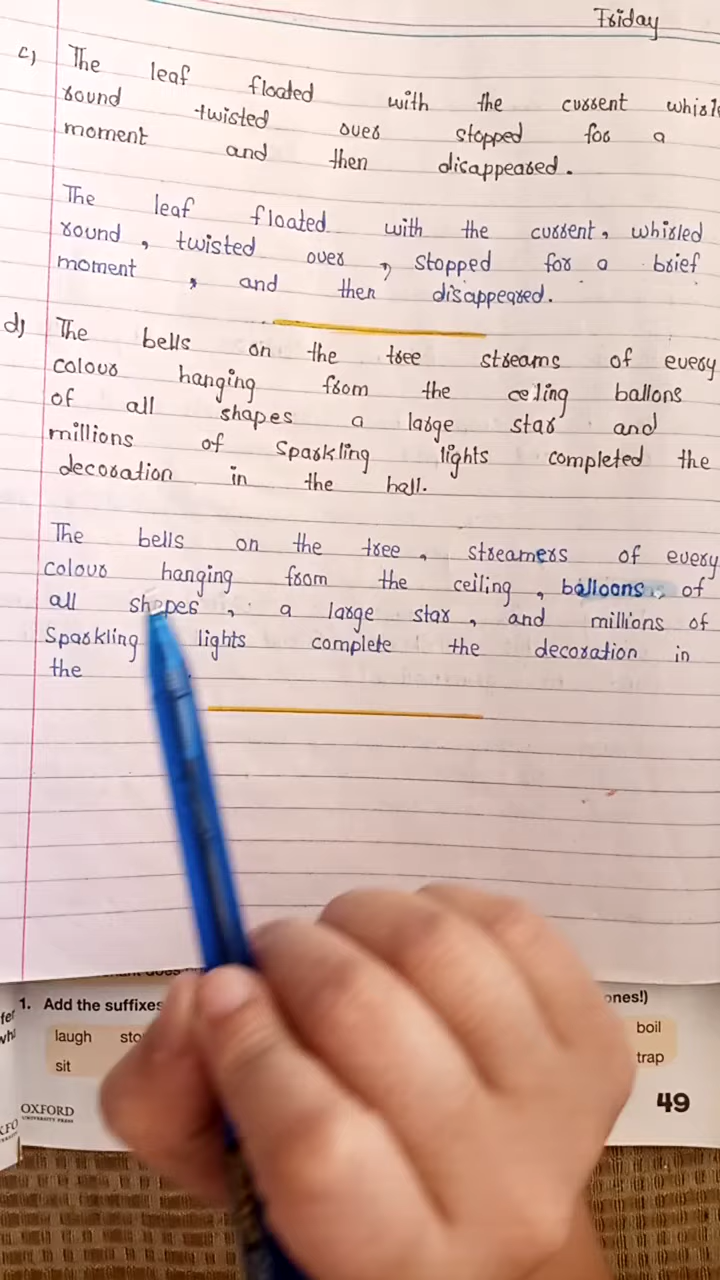 Friday
c) The leaf floated with the current whirl
round twisted over stopped for a
moment and then disappeared.
The leaf floated with the current, whirled
round, twisted over, stopped for a brief
moment, and then disappeared.
d) The bells on the tree streams of every
colour hanging from the ceiling ballons
of all shapes a large star and
millions of Sparkling lights completed the
decoration in the hall.
The bells on the tree, streamers of every
colour hanging from the ceiling, balloons, of
all shapes, a large star, and millions of
Sparkling lights complete the decoration in
the
1. Add the suffixes
ones!)
laugh
boil
sit
trap
OXFORD
UNIVERSITY PRESS
49